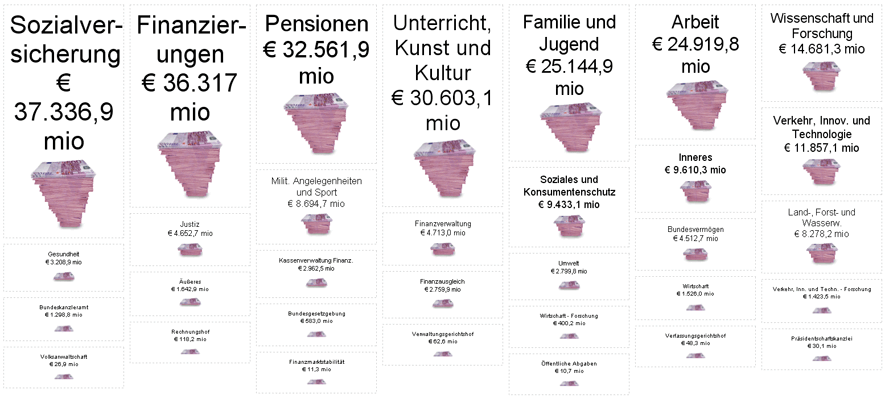 Sozialver-
sicherung
€
37.336,9
mio
Gesundheit
€ 3.208,9 mio
Bundeskanzleramt
€ 1.298,8 mio
Volksanwaltschaft
€ 26,9 mio
Finanzier-
ungen
€ 36.317
mio
Justiz
€ 4.652,7 mio
Äußeres
€ 1.642,7 mio
Rechnungshof
€ 118,2 mio
Pensionen
€ 32.561,9
mio
Milit. Angelegenheiten
und Sport
€ 8.694,7 mio
Kassenverwaltung Finanz.
€ 2.962,5 mio
Bundesgesetzgebung
€ 583,0 mio
Finanzmarktstabilität
€ 11,3 mio
Unterricht,
Kunst und
Kultur
€ 30.603,1
mio
Finanzverwaltung
€ 4.713,0 mio
Finanzausgleich
€ 2.759,9 mio
Verwaltungsgerichtshof
€ 62,6 mio
Familie und
Jugend
€ 25.144,9
mio
Soziales und
Konsumentenschutz
€ 9.433,1 mio
Umwelt
€ 2.799,8 mio
Wirtschaft - Forschung
€ 400,2 mio
Öffentliche Abgaben
€ 10,7 mio
Arbeit
€ 24.919,8
mio
Inneres
€ 9.610,3 mio
Bundesvermögen
€ 4.512,7 mio
Wirtschaft
€ 1.526,0 mio
Verfassungsgerichtshof
€ 48,3 mio
Wissenschaft und
Forschung
€ 14.681,3 mio
Verkehr, Innov. und
Technologie
€ 11.857,1 mio
Land-, Forst- und
Wasserw.
€ 8.278,2 mio
Verkehr, Inn. und Techn. - Forschung
€ 1.423,5 mio
Präsidentschaftskanzlei
€ 30,1 mio